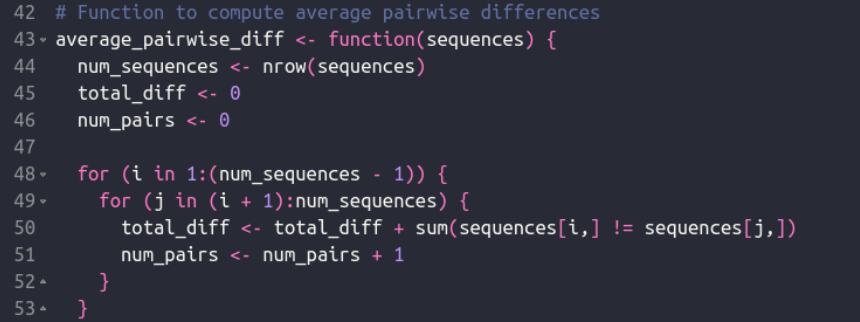 42 # Function to compute average pairwise differences
43 average_pairwise_diff <- function(sequences) {
44   num_sequences <- nrow(sequences)
45   total_diff <- 0
46   num_pairs <- 0
47
48   for (i in 1:(num_sequences - 1)) {
49     for (j in (i + 1):num_sequences) {
50       total_diff <- total_diff + sum(sequences[i,] != sequences[j,])
51       num_pairs <- num_pairs + 1
52     }
53   }